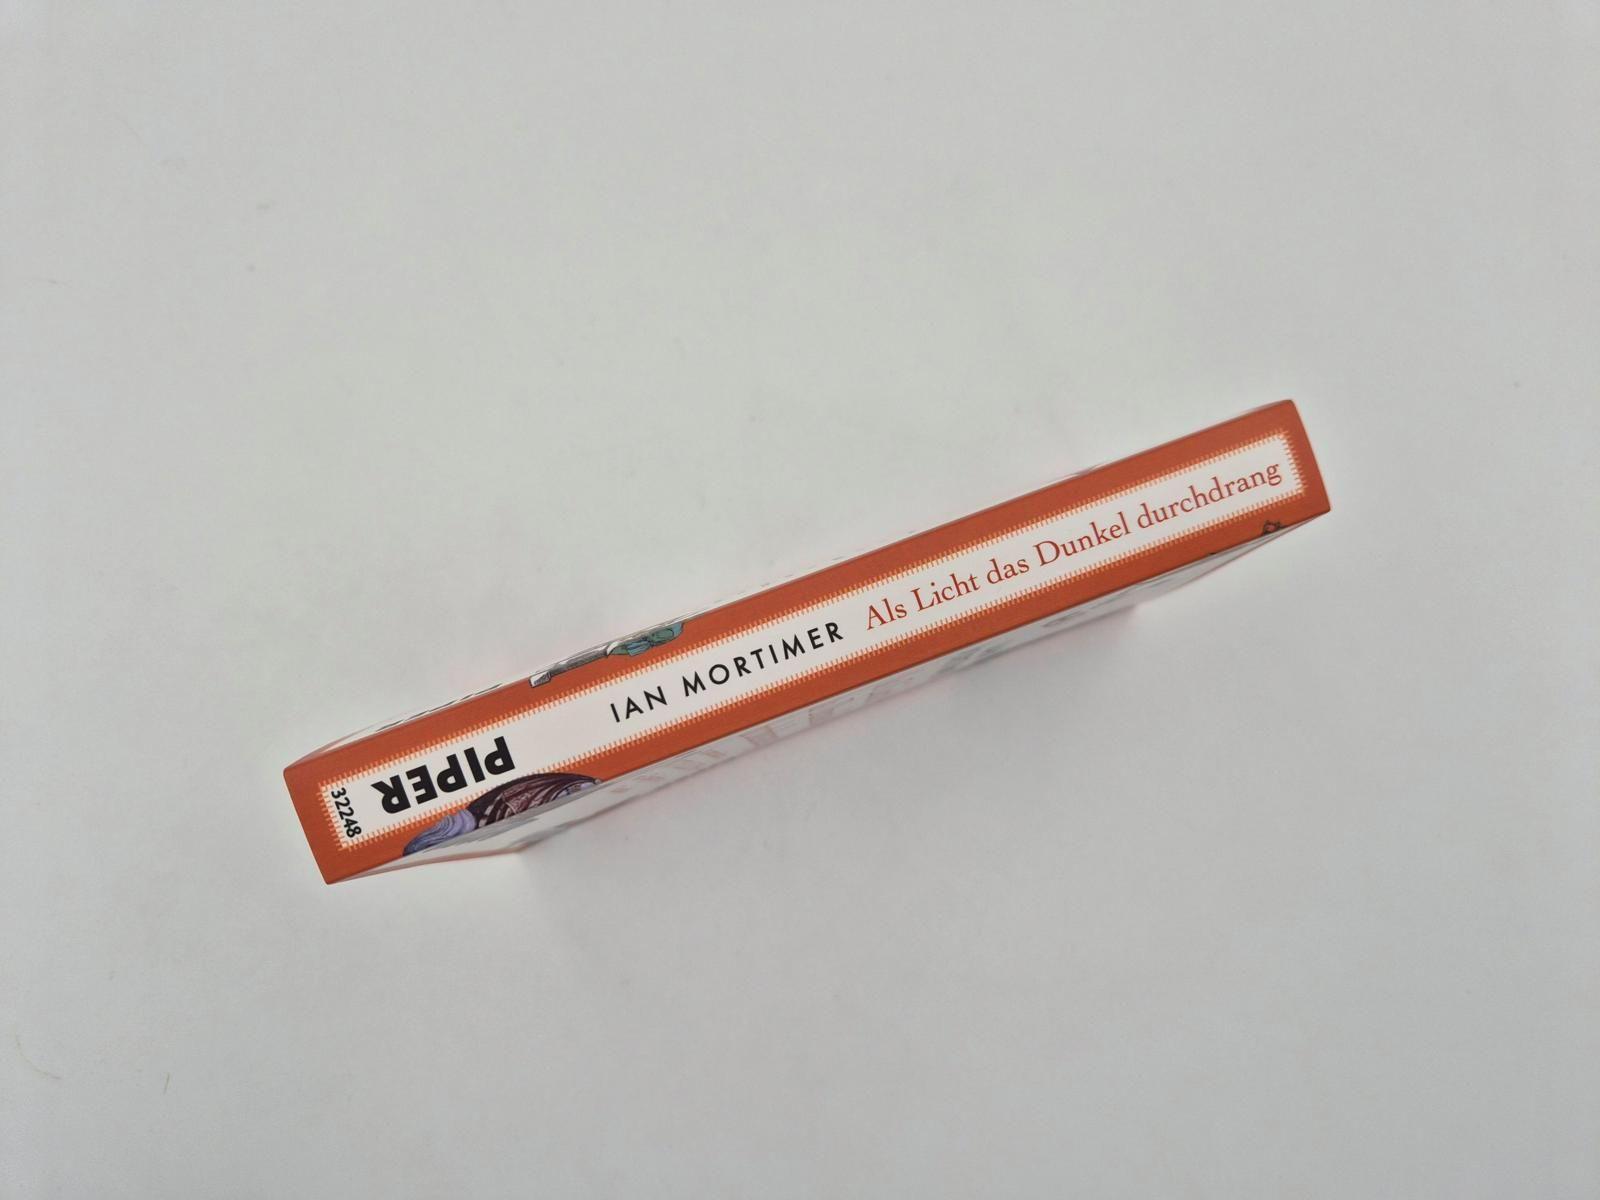 IAN MORTIMER Als Licht das Dunkel durchdrang
PIPER
32248